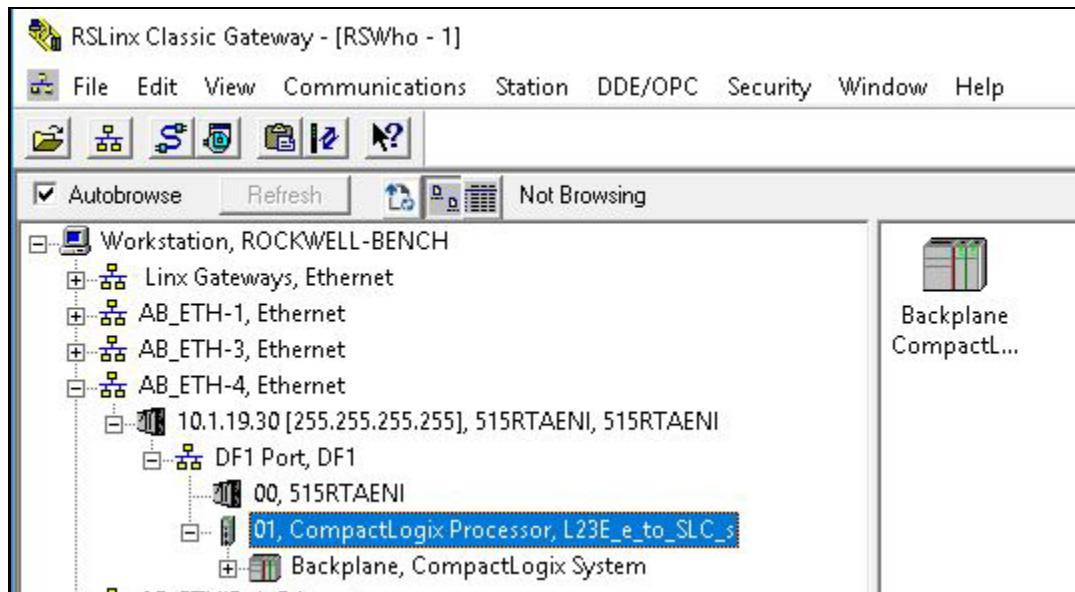 RSLinx Classic Gateway - [RSWho - 1]
File Edit View Communications Station DDE/OPC Security Window Help
Autobrowse Refresh Not Browsing
Workstation, ROCKWELL-BENCH
Linx Gateways, Ethernet
AB_ETH-1, Ethernet
AB_ETH-3, Ethernet
AB_ETH-4, Ethernet
10.1.19.30 [255.255.255.255], 515RTAENI, 515RTAENI
DF1 Port, DF1
00, 515RTAENI
01, CompactLogix Processor, L23E_e_to_SLC_s
Backplane, CompactLogix System
Backplane
CompactL...